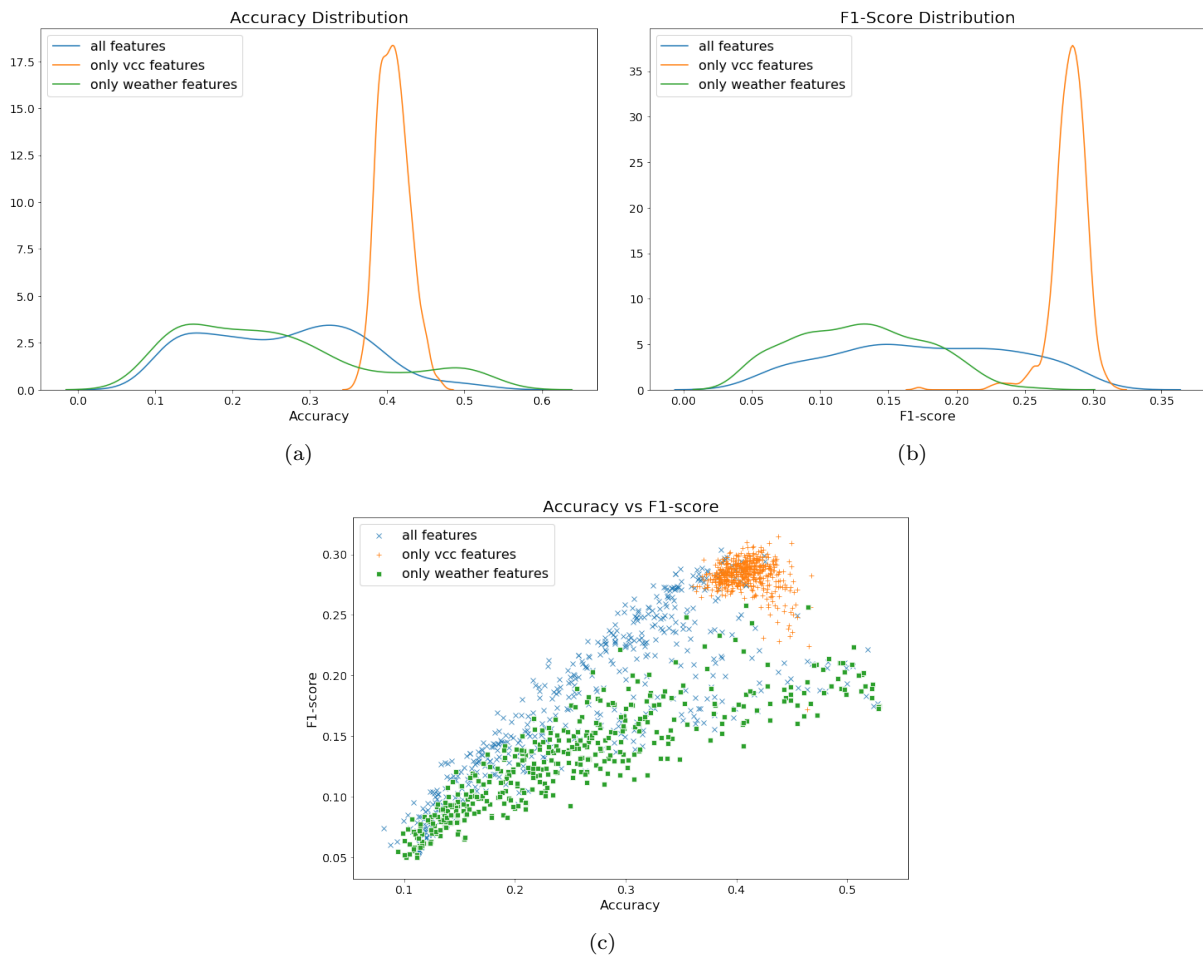 Accuracy Distribution
all features
only vcc features
only weather features
17.5
15.0
12.5
10.0
7.5
5.0
2.5
0.0
0.0 0.1 0.2 0.3 0.4 0.5 0.6
Accuracy
(a)
F1-Score Distribution
all features
only vcc features
only weather features
35
30
25
20
15
10
5
0
0.00 0.05 0.10 0.15 0.20 0.25 0.30 0.35
F1-score
(b)
Accuracy vs F1-score
all features
only vcc features
only weather features
F1-score
0.30
0.25
0.20
0.15
0.10
0.05
0.1 0.2 0.3 0.4 0.5
Accuracy
(c)